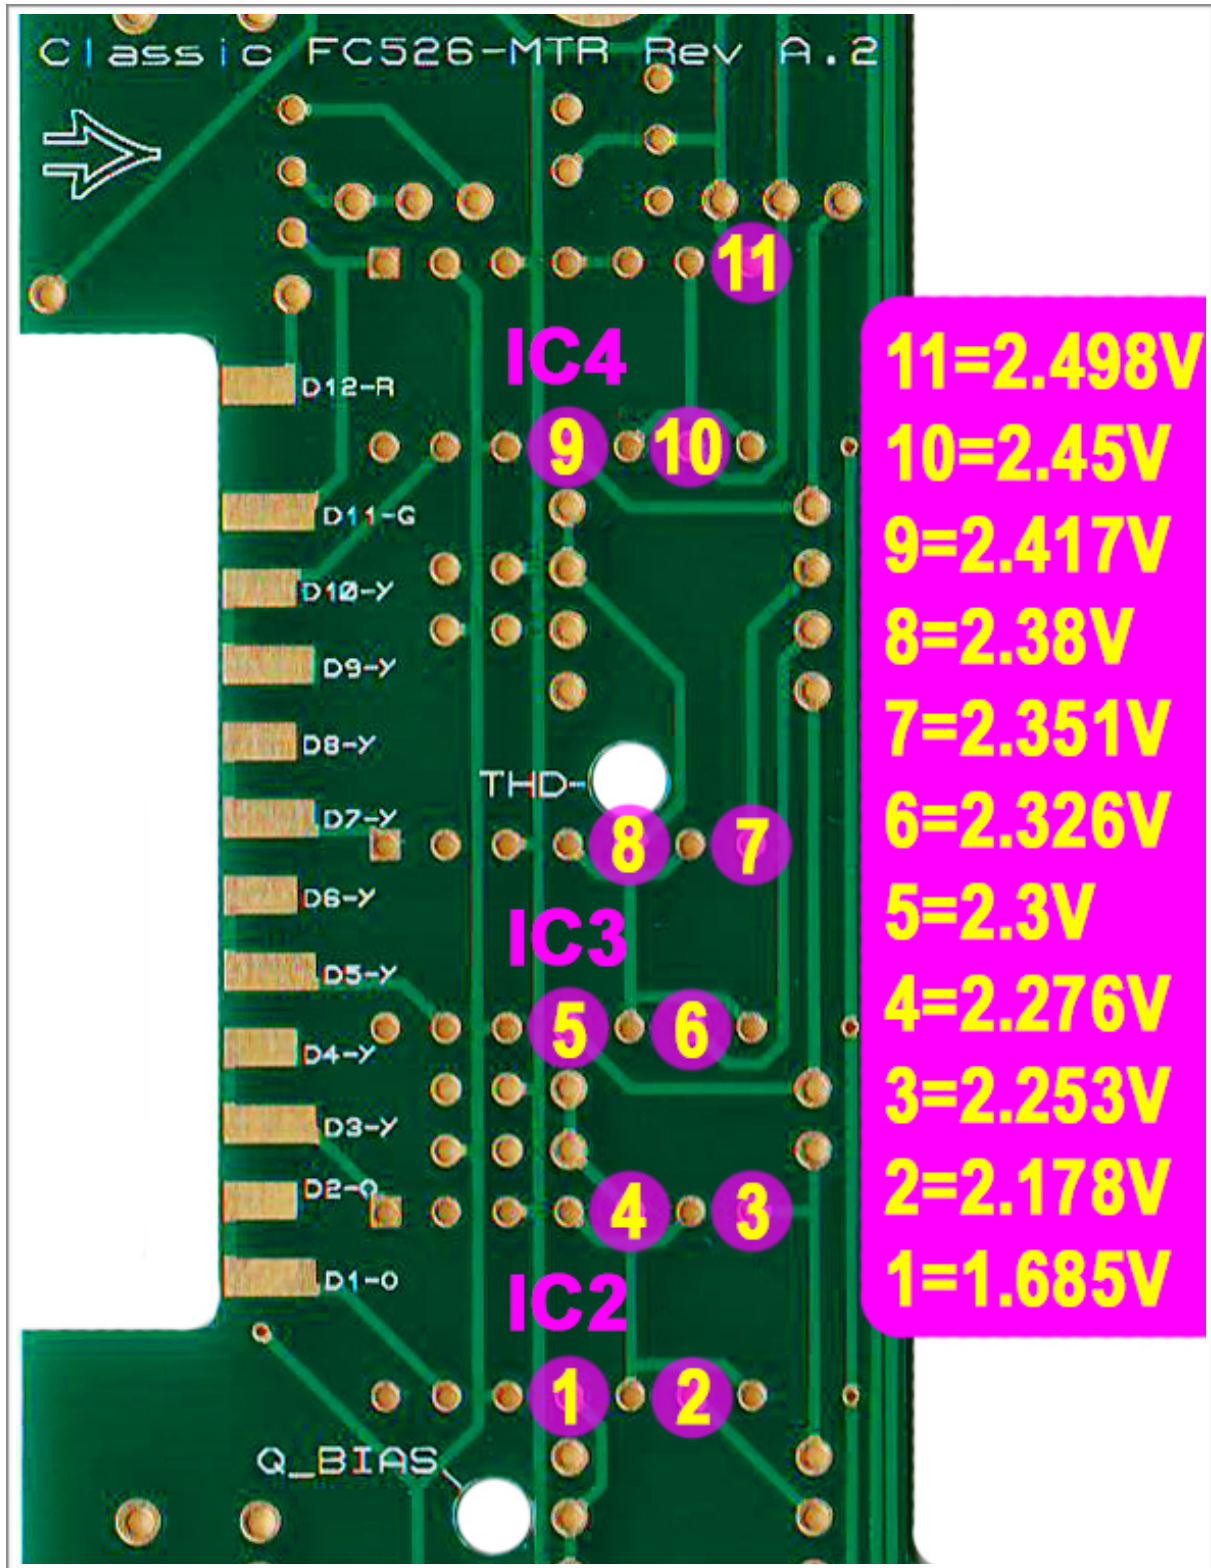 Classic FC526-MTR Rev A.2
11
IC4
D12-R
9
10
D11-G
D10-Y
D9-Y
D8-Y
THD-
D7-Y
8
7
D6-Y
IC3
D5-Y
5
6
D4-Y
D3-Y
D2-O
4
3
D1-O
IC2
1
2
Q_BIAS
11=2.498V
10=2.45V
9=2.417V
8=2.38V
7=2.351V
6=2.326V
5=2.3V
4=2.276V
3=2.253V
2=2.178V
1=1.685V